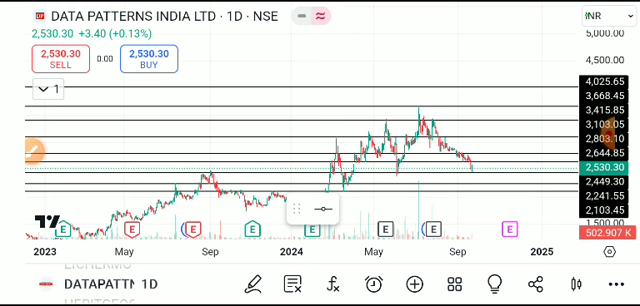 DATA PATTERNS INDIA LTD · 1D · NSE
INR
2,530.30 +3.40 (+0.13%)
2,530.30
SELL
0.00
2,530.30
BUY
1
5,000.00
4,500.00
4,025.65
3,668.45
3,415.85
3,103.05
2,803.10
2,644.85
2,530.30
2,449.30
2,241.55
2,103.45
1,500.00
502.907 K
E E E E E E E E
2023 May Sep 2024 May Sep 2025
DATAPATTN 1D